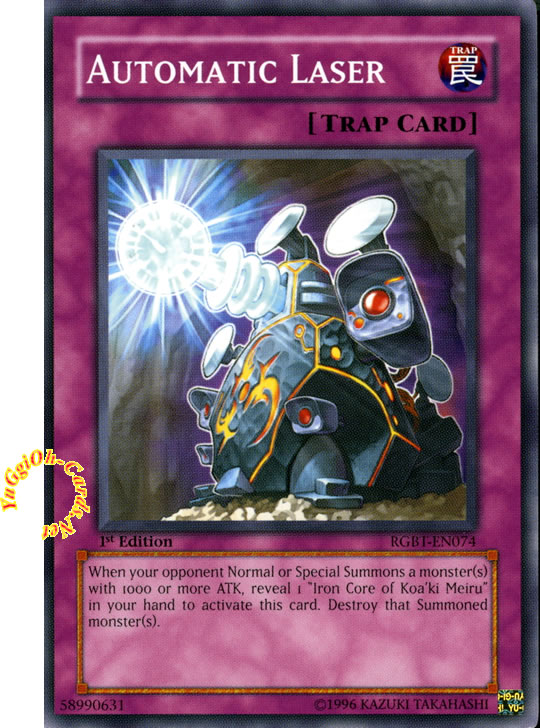 AUTOMATIC LASER
TRAP
罠
[TRAP CARD]
YuGgiOh-Cards.Net
1st Edition
RGBT-EN074
When your opponent Normal or Special Summons a monster(s)
with 1000 or more ATK, reveal 1 "Iron Core of Koa'ki Meiru"
in your hand to activate this card. Destroy that Summoned
monster(s).
58990631
©1996 KAZUKI TAKAHASHI